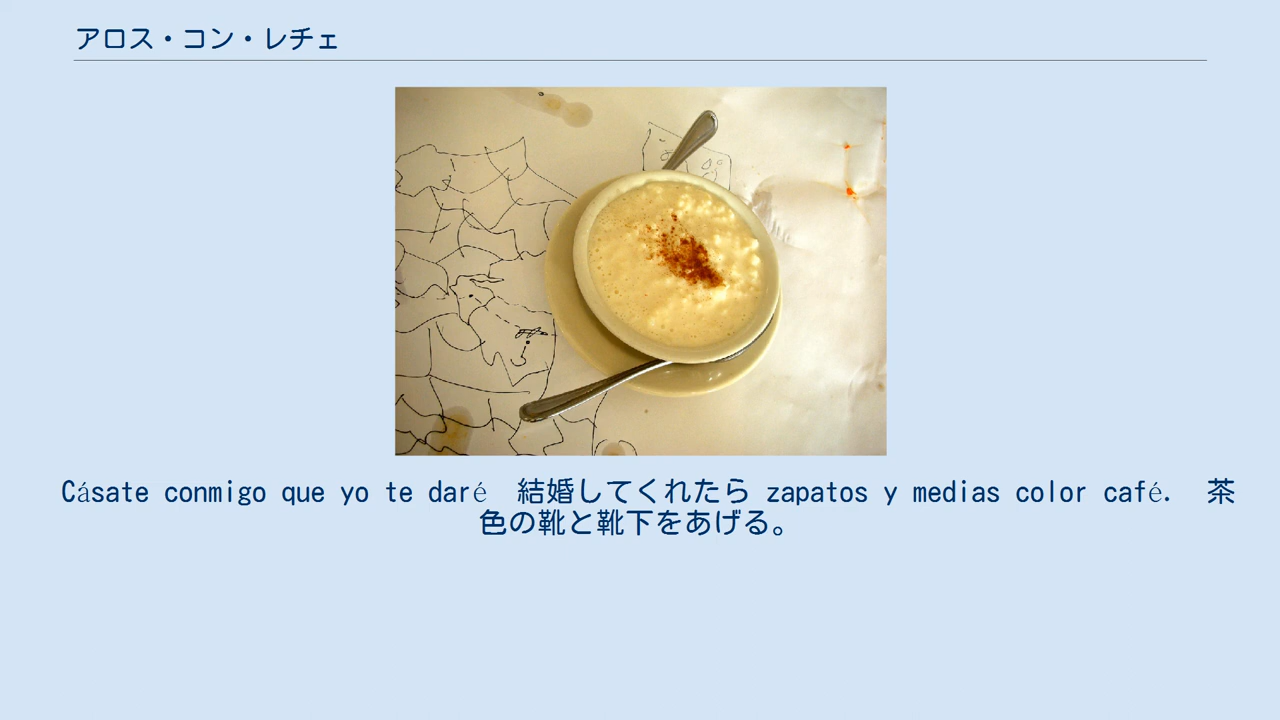 アロス・コン・レチェ
Cásate conmigo que yo te daré　結婚してくれたら zapatos y medias color café.　茶
色の靴と靴下をあげる。